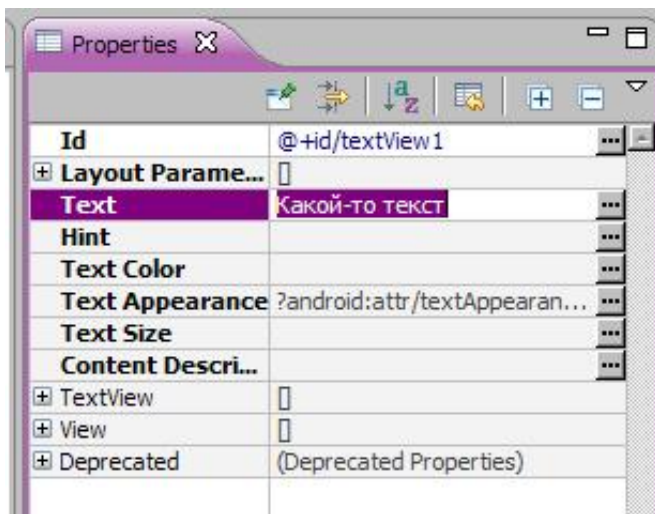 Properties
Id @+id/textView1
Layout Parame... []
Text Какой-то текст
Hint
Text Color
Text Appearance ?android:attr/textAppearan...
Text Size
Content Descri...
TextView []
View []
Deprecated (Deprecated Properties)